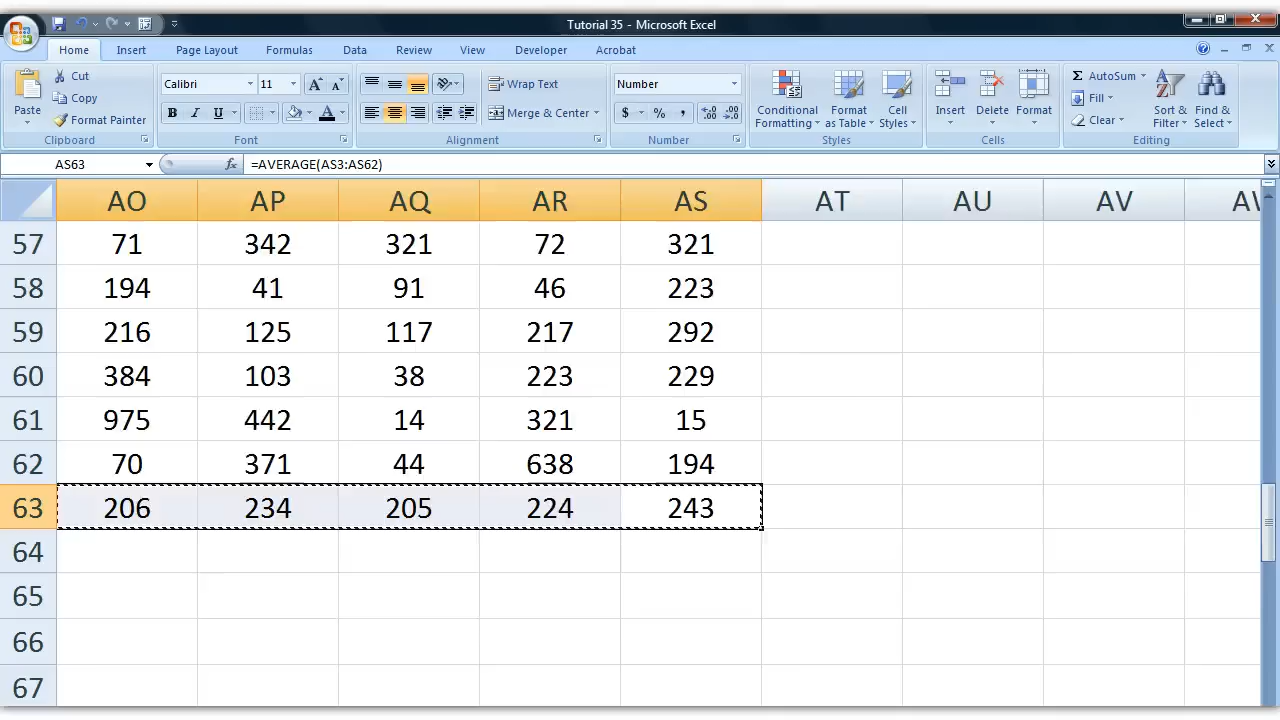 Tutorial 35 - Microsoft Excel
Home Insert Page Layout Formulas Data Review View Developer Acrobat
Paste
Cut
Copy
Format Painter
Clipboard
Calibri 11
B I U A
Font
Wrap Text
Merge & Center
Alignment
Number
$ % ,
Number
Conditional Formatting
Format as Table
Cell Styles
Styles
Insert Delete Format
Cells
Σ AutoSum
Fill
Clear
Sort & Filter
Find & Select
Editing
AS63 fx =AVERAGE(AS3:AS62)
AO AP AQ AR AS AT AU AV
57 71 342 321 72 321
58 194 41 91 46 223
59 216 125 117 217 292
60 384 103 38 223 229
61 975 442 14 321 15
62 70 371 44 638 194
63 206 234 205 224 243
64
65
66
67